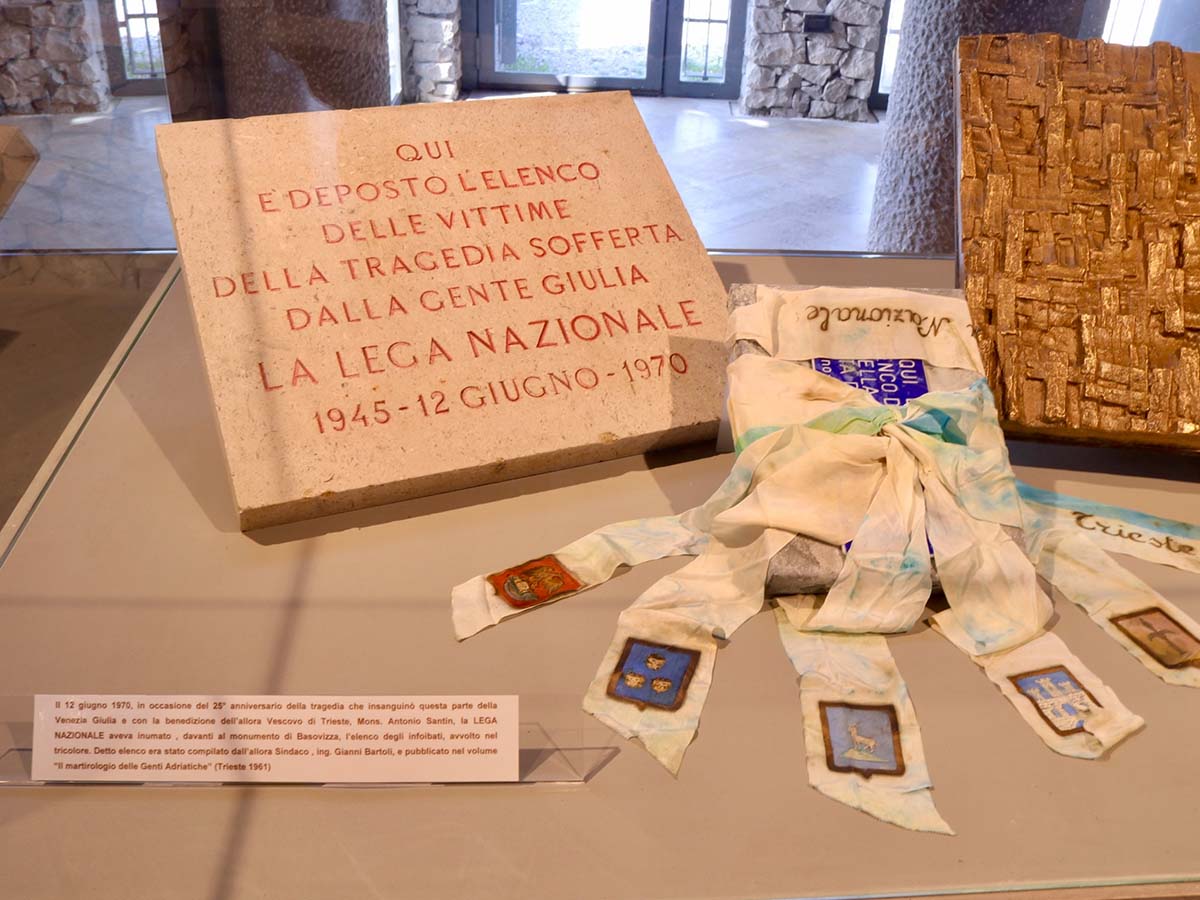 QUI
E DEPOSTO L'ELENCO
DELLE VITTIME
DELLA TRAGEDIA SOFFERTA
DALLA GENTE GIULIA
LA LEGA NAZIONALE
1945-12 GIUGNO-1970
Nazionale
QUI
Trieste
Il 12 giugno 1970, in occasione del 25° anniversario della tragedia che insanguinò questa parte della
Venezia Giulia e con la benedizione dell'allora Vescovo di Trieste, Mons. Antonio Santin, la LEGA
NAZIONALE aveva inumato , davanti al monumento di Basovizza, l'elenco degli infoibati, avvolto nel
tricolore. Detto elenco era stato compilato dall'allora Sindaco , ing. Gianni Bartoli, e pubblicato nel volume
"Il martirologio delle Genti Adriatiche" (Trieste 1961)